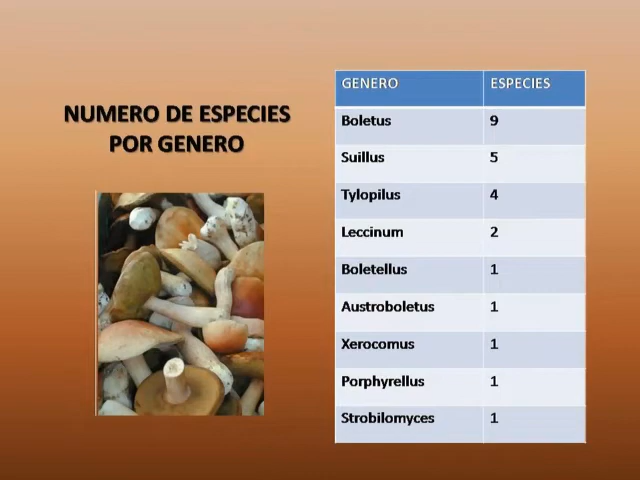 NUMERO DE ESPECIES
POR GENERO
GENERO ESPECIES
Boletus 9
Suillus 5
Tylopilus 4
Leccinum 2
Boletellus 1
Austroboletus 1
Xerocomus 1
Porphyrellus 1
Strobilomyces 1